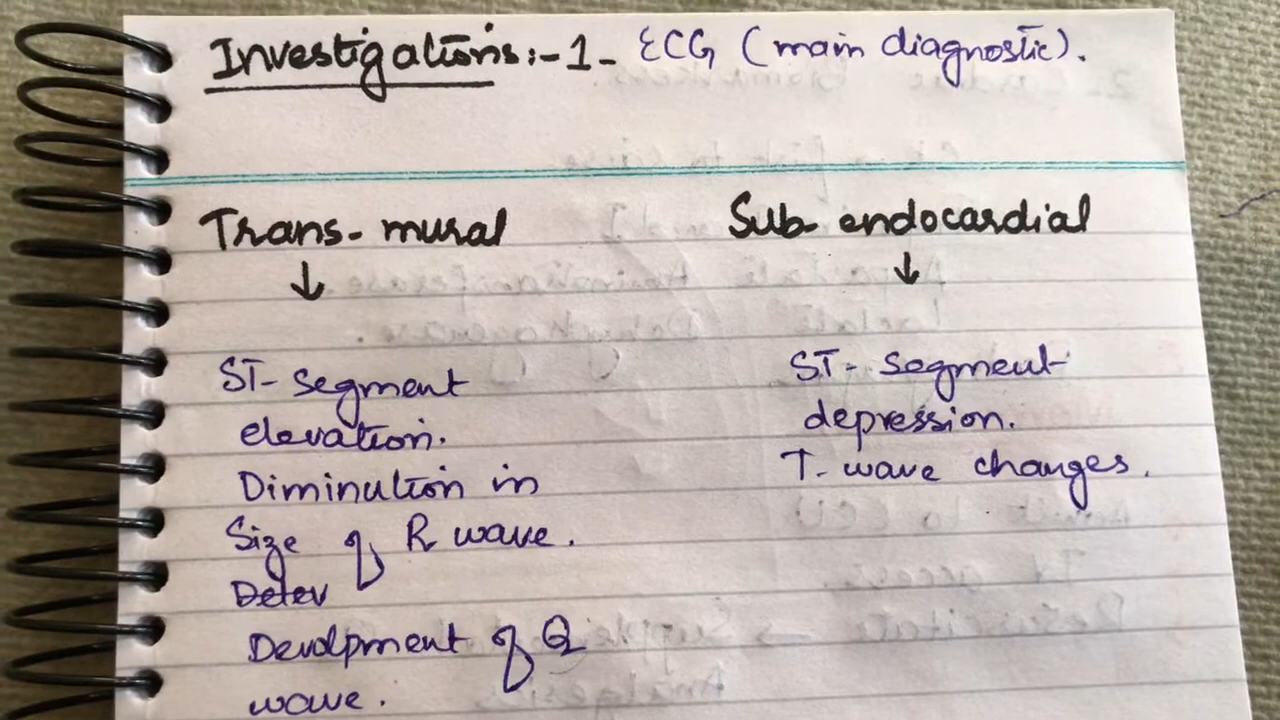 Investigations:-1- ECG (main diagnostic).
Trans-mural
↓
ST-segment
elevation.
Diminution in
Size of R wave.
Detev
Devolpment of Q
wave.
Sub-endocardial
↓
ST-segment
depression.
T-wave changes.